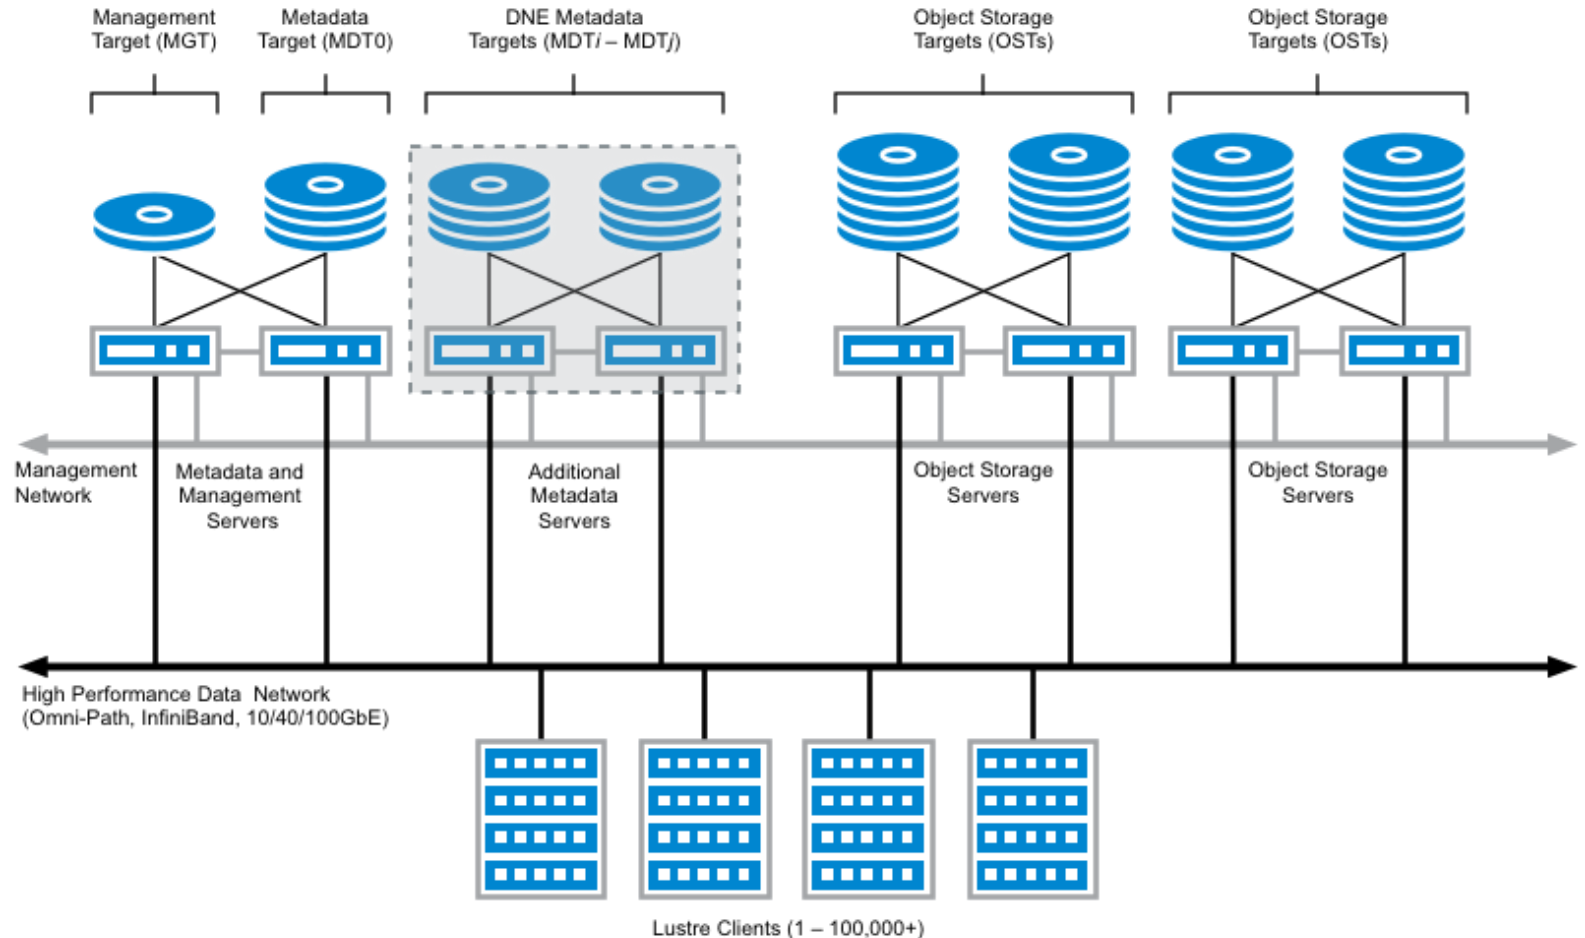 Management
Target (MGT)
Metadata
Target (MDT0)
DNE Metadata
Targets (MDTi – MDTj)
Object Storage
Targets (OSTs)
Object Storage
Targets (OSTs)
Management
Network
Metadata and
Management
Servers
Additional
Metadata
Servers
Object Storage
Servers
Object Storage
Servers
High Performance Data Network
(Omni-Path, InfiniBand, 10/40/100GbE)
Lustre Clients (1 – 100,000+)